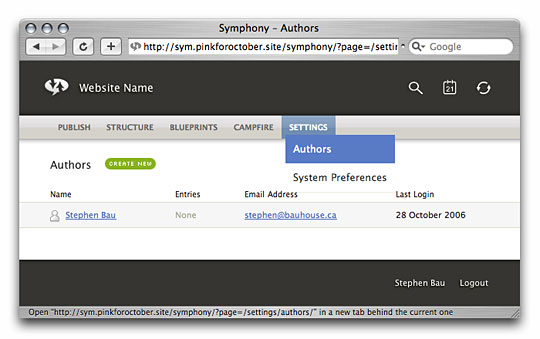 Symphony – Authors
http://sym.pinkforoctober.site/symphony/?page=/settin
Google
Website Name
21
PUBLISH STRUCTURE BLUEPRINTS CAMPFIRE SETTINGS
Authors CREATE NEW
Authors
System Preferences
Name Entries Email Address Last Login
Stephen Bau None stephen@bauhouse.ca 28 October 2006
Stephen Bau Logout
Open "http://sym.pinkforoctober.site/symphony/?page=/settings/authors/" in a new tab behind the current one